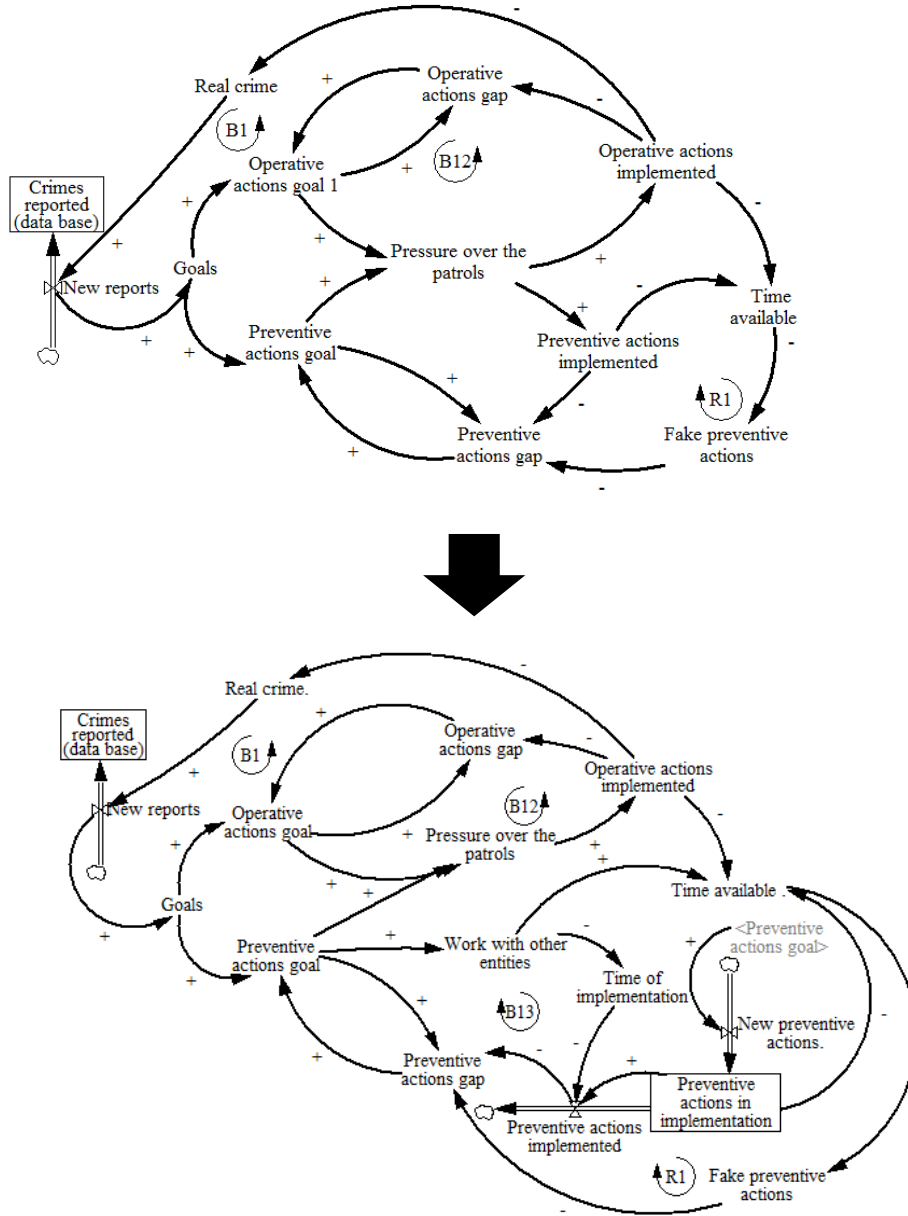 -
Real crime
+
Operative
actions gap
-
B1
B12
Operative
actions goal 1
+
Operative actions
implemented
Crimes
reported
(data base)
+
-
+
+
Pressure over the
patrols
+
Goals
+
-
New reports
+
Time
available
+
+
+
Preventive
actions goal
Preventive actions
implemented
-
+
-
R1
+
Preventive
actions gap
Fake preventive
actions
-
-
Real crime.
+
Crimes
reported
(data base)
B1
Operative
actions gap
-
Operative actions
implemented
+
New reports
Operative
actions goal
B12
-
+
Pressure over the
patrols
+
+
+
+
+
Time available .
Goals
+
+
Preventive
actions goal
+
Work with other
entities
-
+
<Preventive
actions goal>
Time of
implementation
+
B13
New preventive
actions.
-
+
Preventive
actions gap
-
-
+
Preventive
actions in
implementation
Preventive actions
implemented
R1
Fake preventive
actions
-